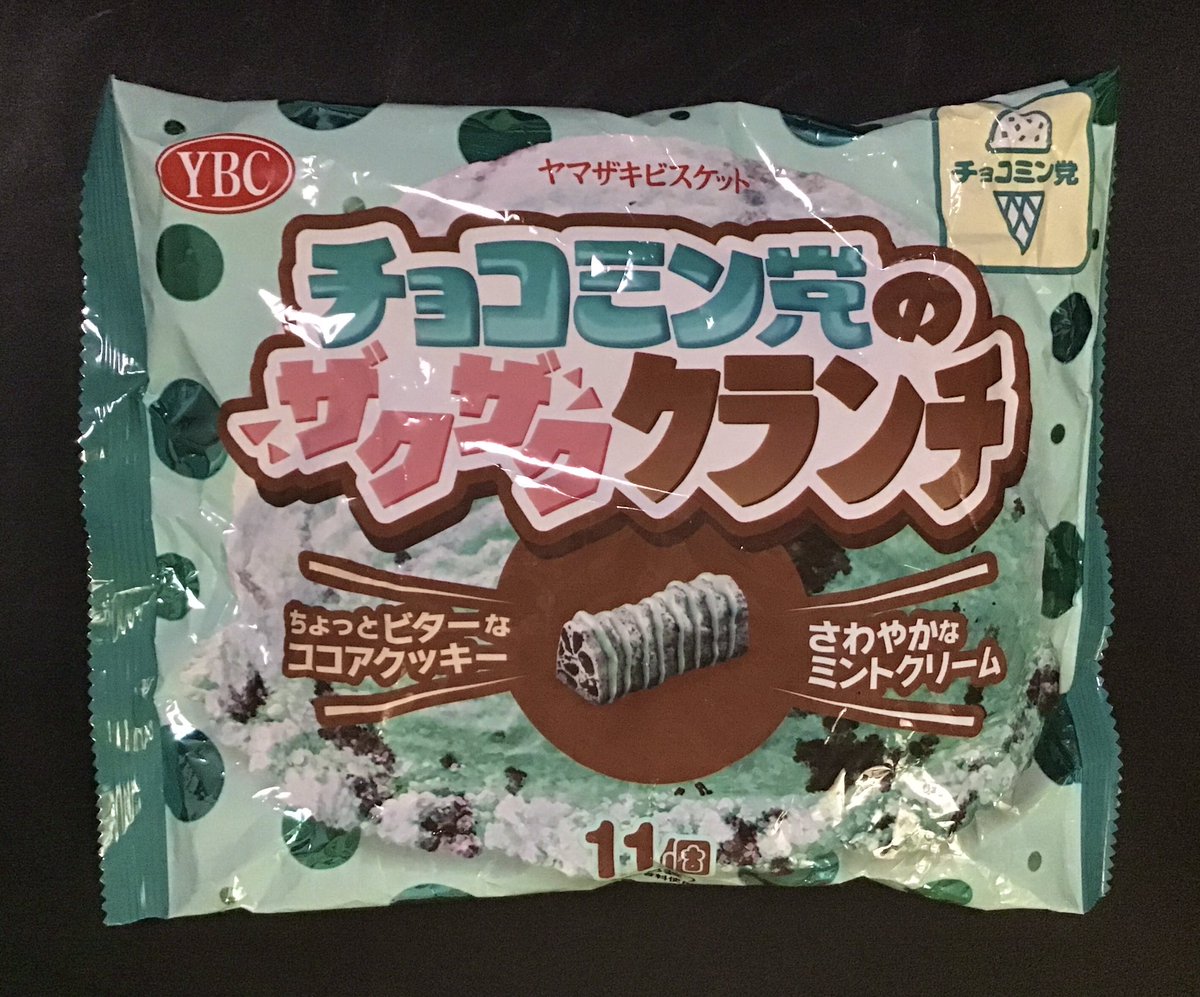 YBC
ヤマザキビスケット
チョコミン党
チョコミン党の
ザクザククランチ
ちょっとビターな
ココアクッキー
さわやかな
ミントクリーム
11個